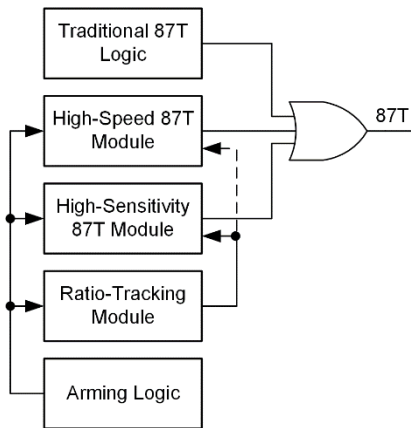 Traditional 87T
Logic
High-Speed 87T
Module
87T
High-Sensitivity
87T Module
Ratio-Tracking
Module
Arming Logic